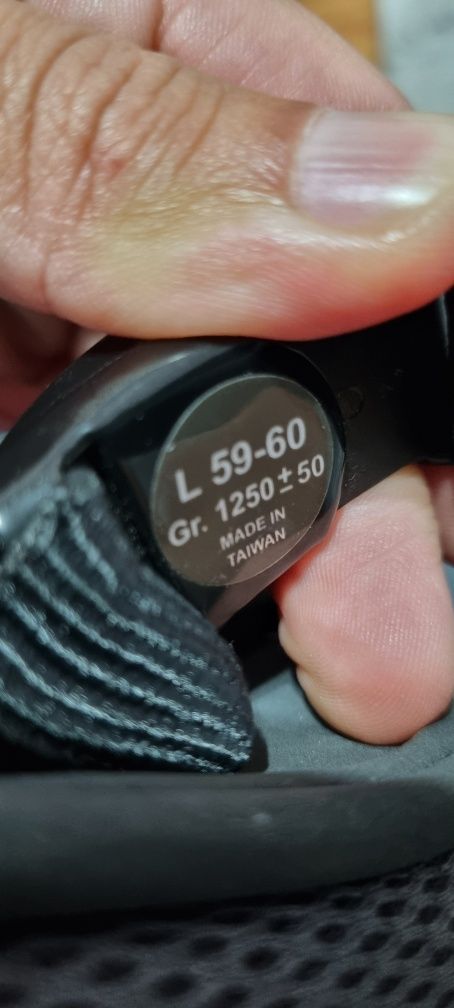 L 59-60
Gr. 1250 ± 50
MADE IN
TAIWAN